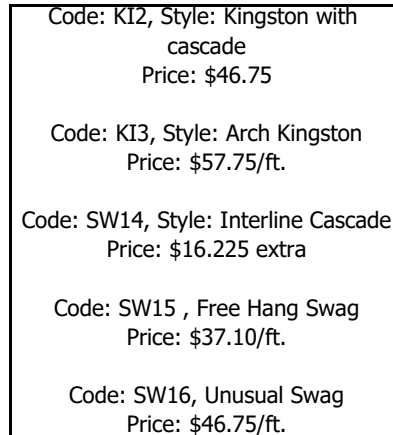 Code: KI2, Style: Kingston with
cascade
Price: $46.75
Code: KI3, Style: Arch Kingston
Price: $57.75/ft.
Code: SW14, Style: Interline Cascade
Price: $16.225 extra
Code: SW15 , Free Hang Swag
Price: $37.10/ft.
Code: SW16, Unusual Swag
Price: $46.75/ft.